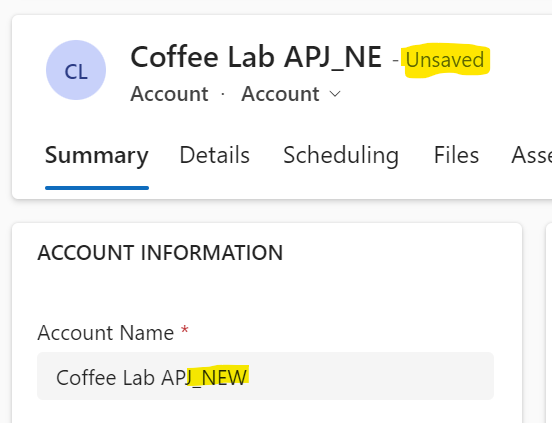 CL
Coffee Lab APJ_NE - Unsaved
Account · Account
Summary Details Scheduling Files Asse
ACCOUNT INFORMATION
Account Name *
Coffee Lab APJ_NEW